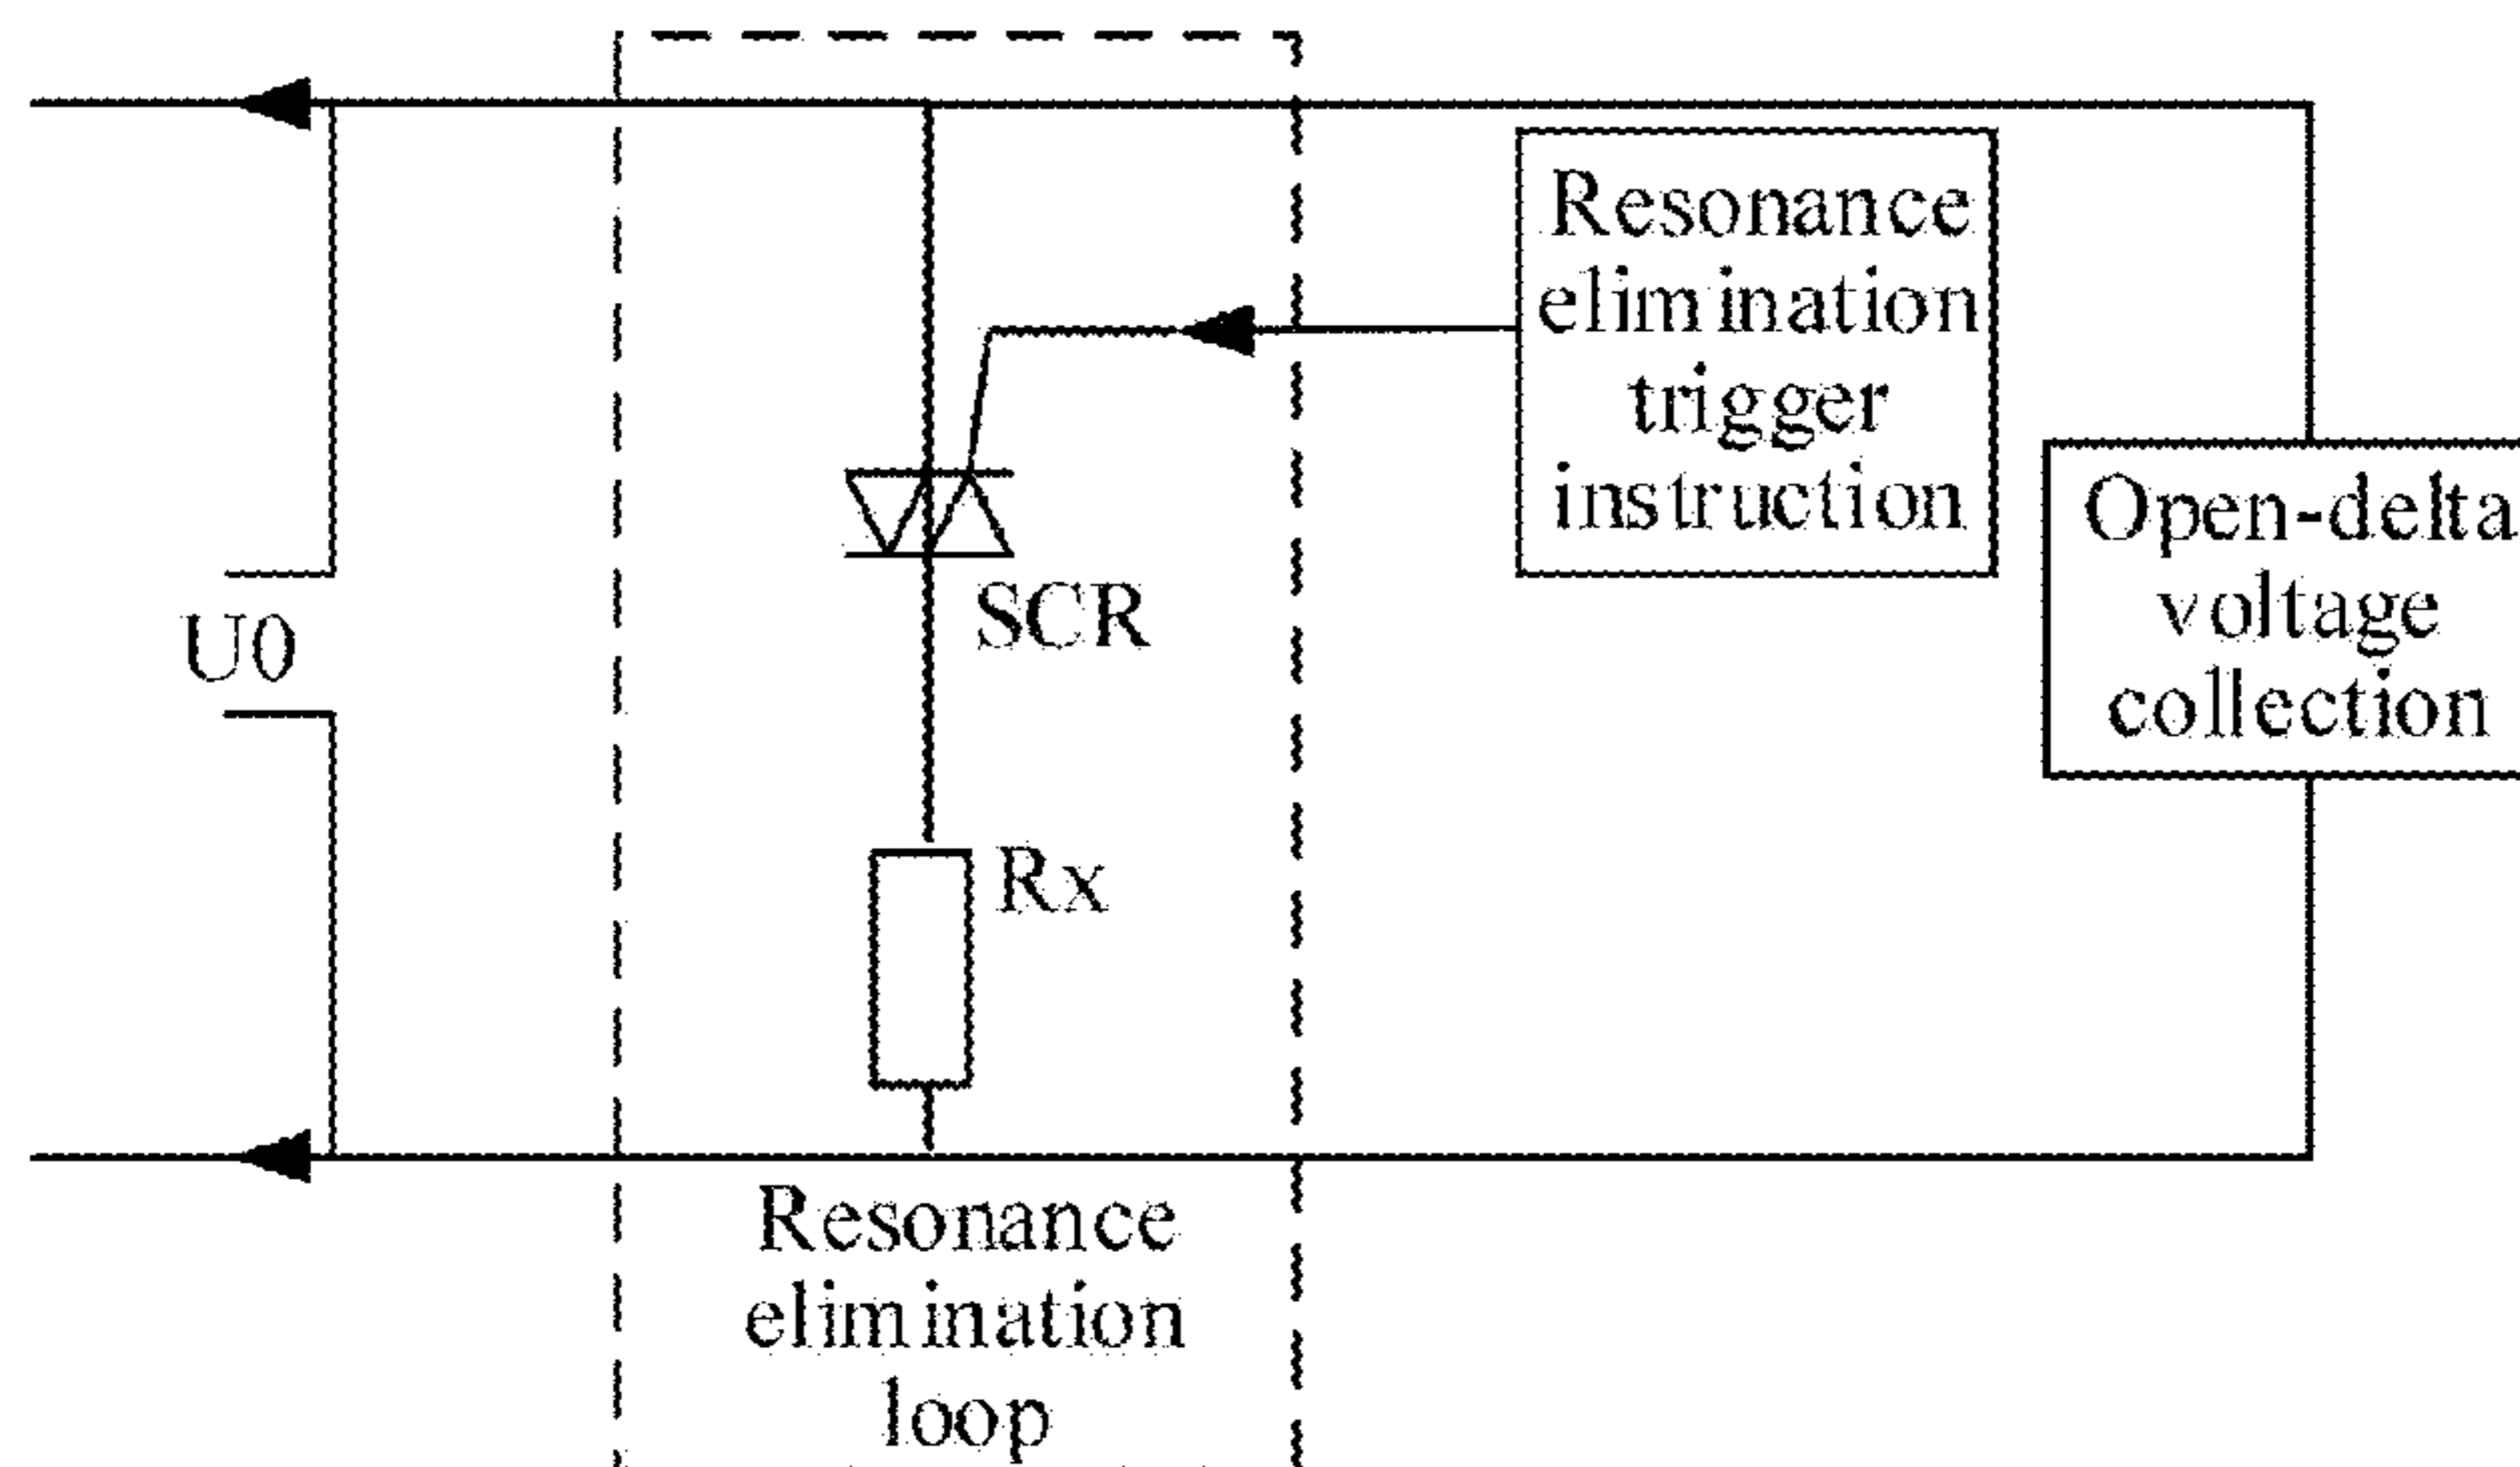 Resonance
elimination
trigger
instruction
Open-delta
voltage
collection
U0
SCR
Rx
Resonance
elimination
loop